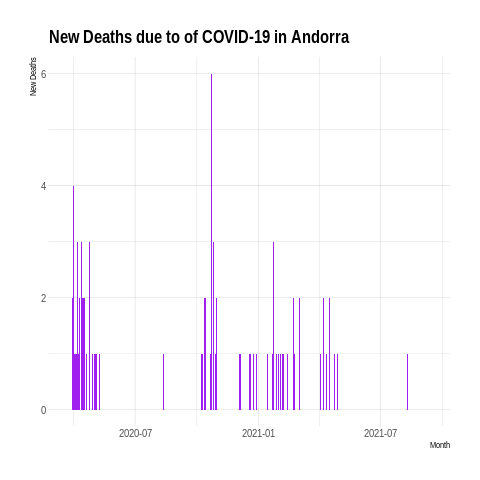 New Deaths due to of COVID-19 in Andorra
New Deaths
6
4
2
0
2020-07 2021-01 2021-07
Month